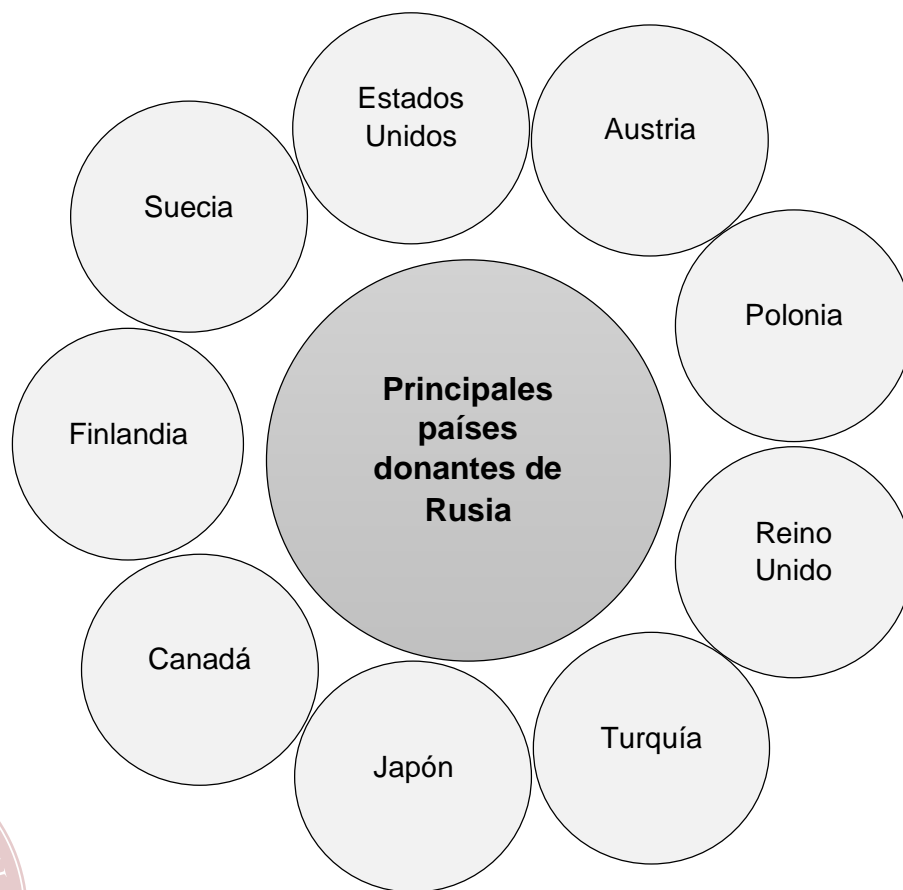 Estados
Unidos
Austria
Suecia
Polonia
Principales
países
donantes de
Rusia
Finlandia
Reino
Unido
Canadá
Turquía
Japón